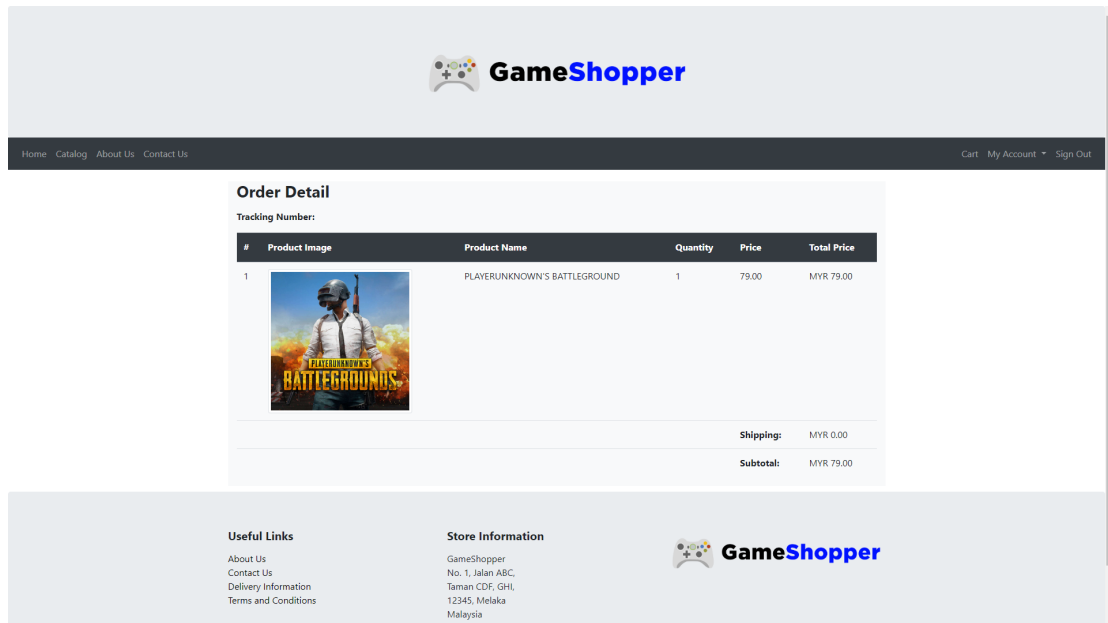 GameShopper
Home Catalog About Us Contact Us Cart My Account Sign Out
Order Detail
Tracking Number:
# Product Image Product Name Quantity Price Total Price
1 PLAYERUNKNOWN'S BATTLEGROUND 1 79.00 MYR 79.00
PLAYERUNKNOWN'S
BATTLEGROUNDS
Shipping: MYR 0.00
Subtotal: MYR 79.00
Useful Links
About Us
Contact Us
Delivery Information
Terms and Conditions
Store Information
GameShopper
No. 1, Jalan ABC,
Taman CDF, GHI,
12345, Melaka
Malaysia
GameShopper